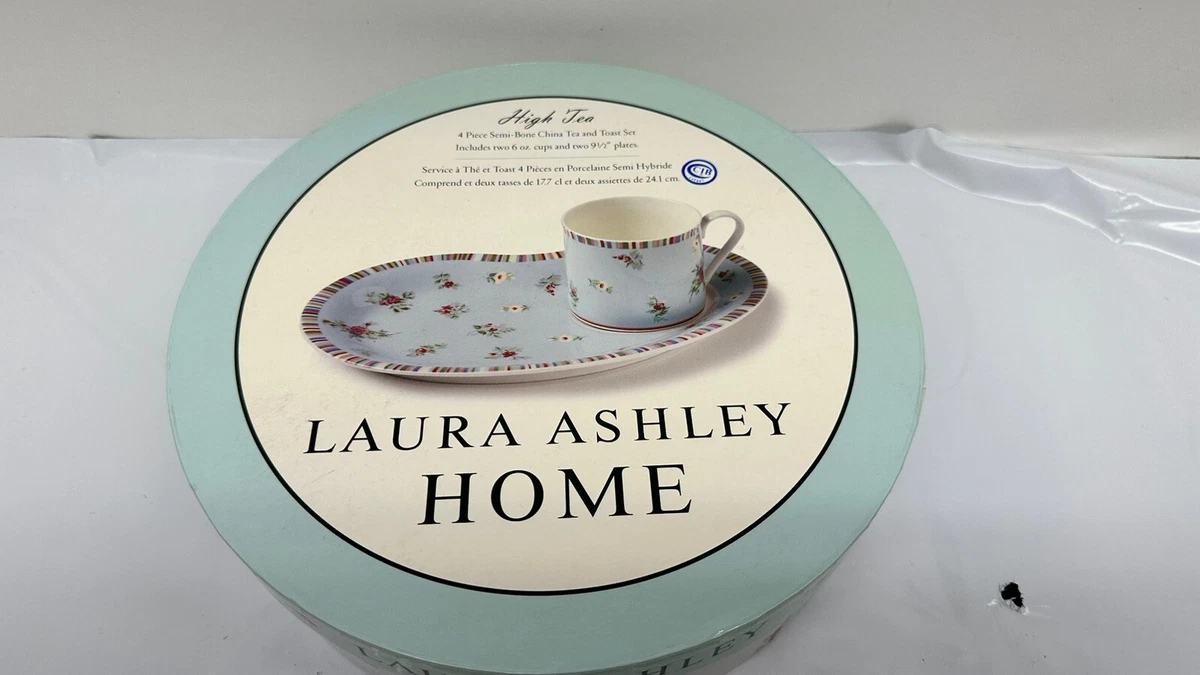 High Tea
4 Piece Semi-Bone China Tea and Toast Set
Includes two 6 oz. cups and two 9½" plates.
Service à Thé et Toast 4 Pièces en Porcelaine Semi Hybride
Comprend et deux tasses de 17.7 cl et deux assiettes de 24.1 cm.
CJB
LAURA ASHLEY
HOME